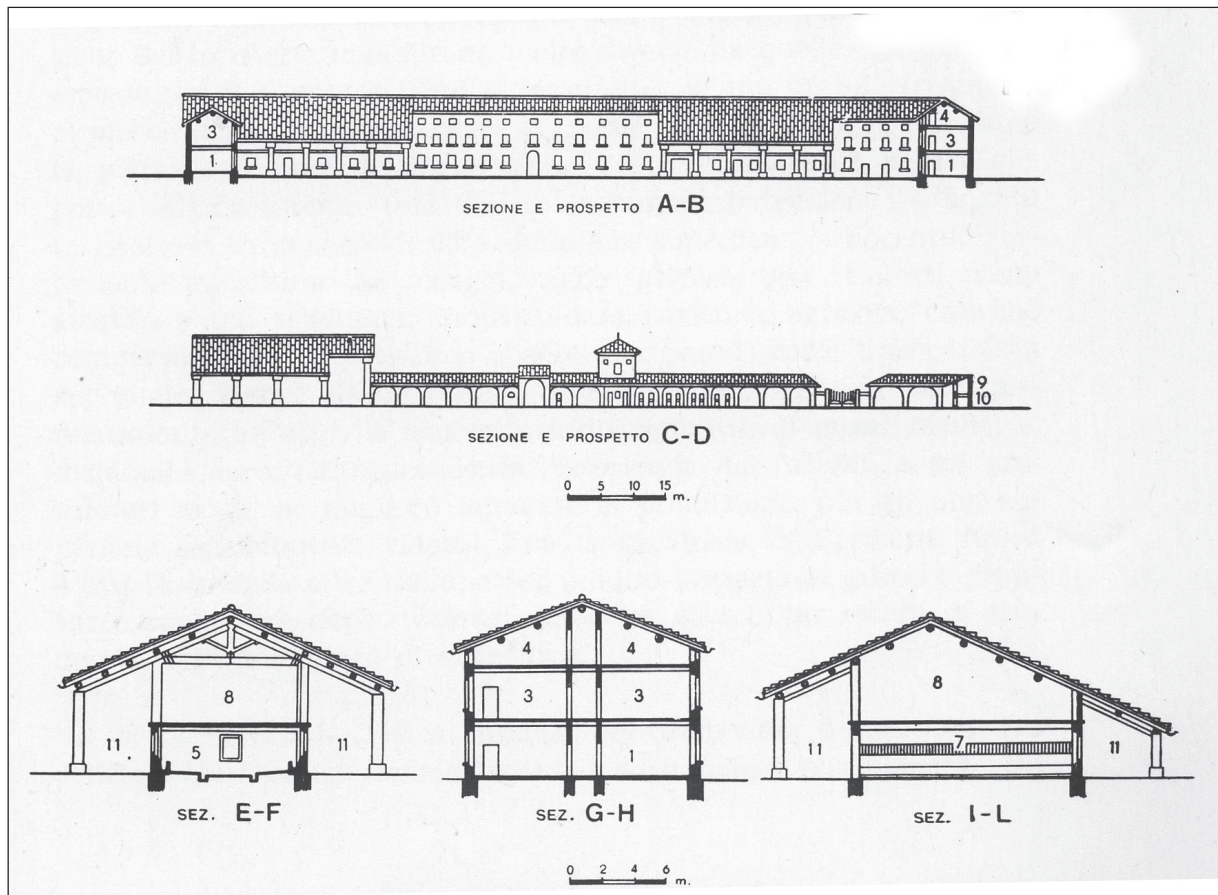 3 4
1 3
1
SEZIONE E PROSPETTO A-B
9
10
SEZIONE PROSPETTO C-D
0 5 10 15 m.
8
11 5 11
SEZ. E-F
4 4
3 3
1
SEZ. G-H
8
11 7 11
SEZ. I-L
0 2 4 6 m.